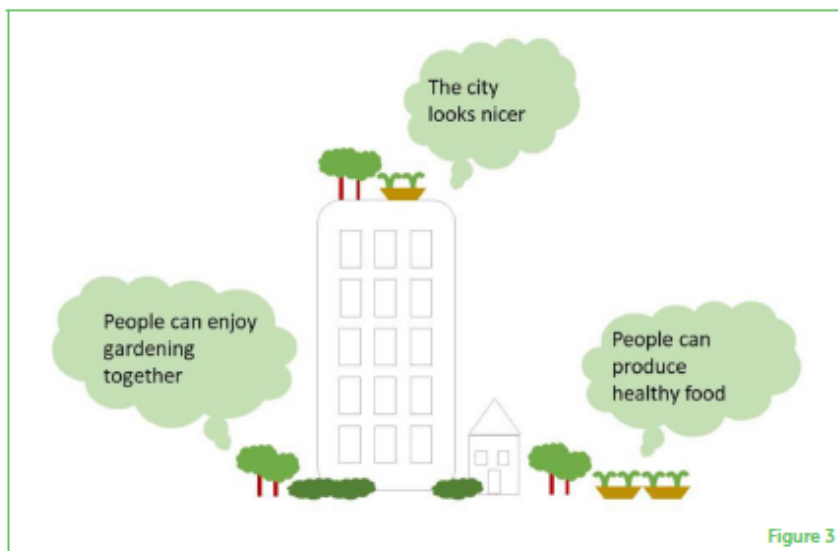 The city
looks nicer
People can enjoy
gardening
together
People can
produce
healthy food
Figure 3